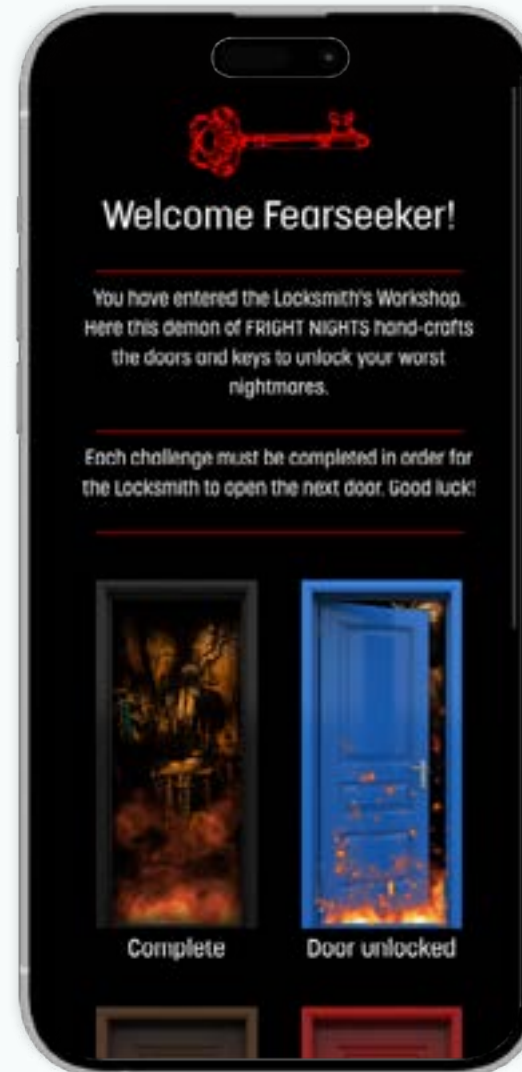 Welcome Fearseeker!
You have entered the Locksmith's Workshop.
Here this demon of FRIGHT NIGHTS hand-crafts
the doors and keys to unlock your worst
nightmares.
Each challenge must be completed in order for
the Locksmith to open the next door. Good luck!
Complete
Door unlocked